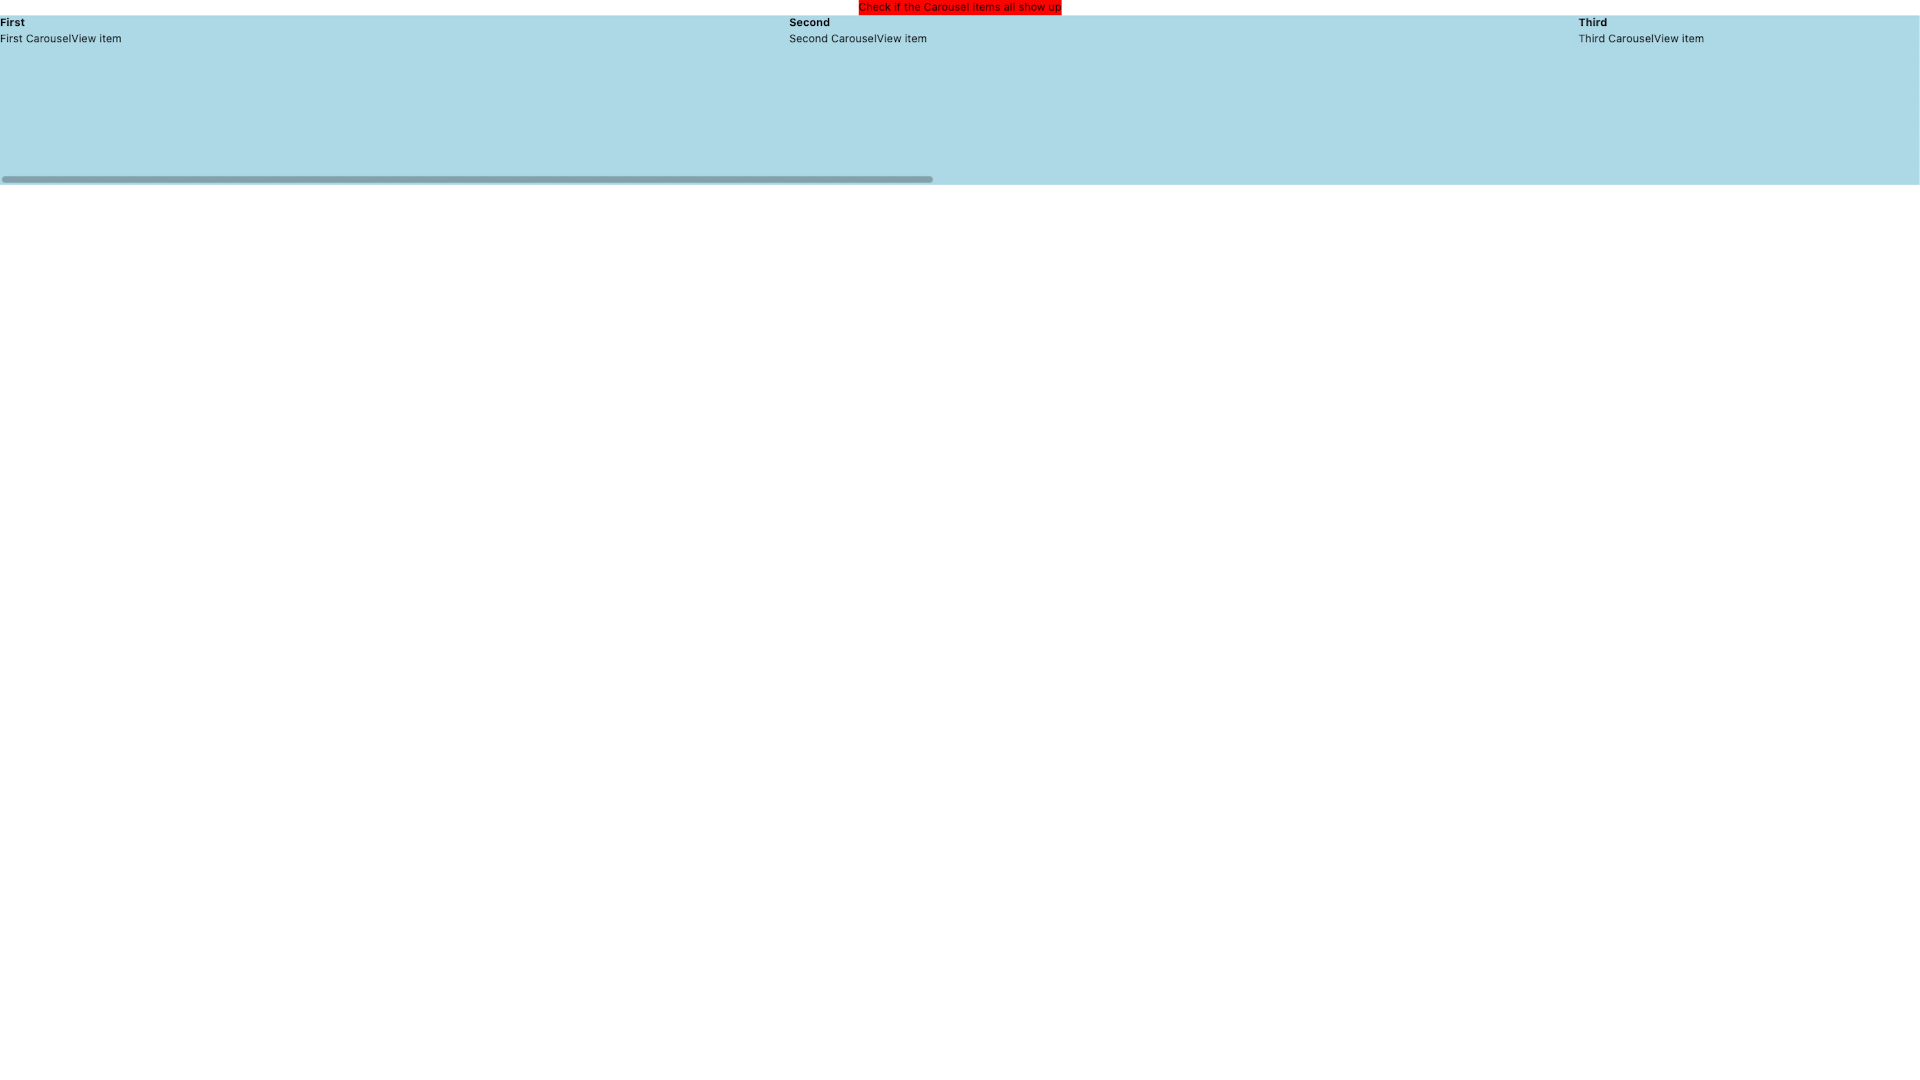 Check if the Carousel items all show up
First
Second
Third
First CarouselView item
Second CarouselView item
Third CarouselView item